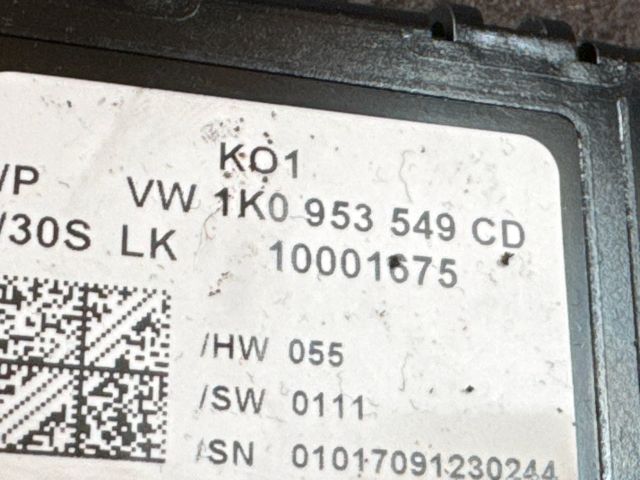 KO1
/P VW 1K0 953 549 CD
/30S LK 10001675
/HW 055
/SW 0111
/SN 01017091230244